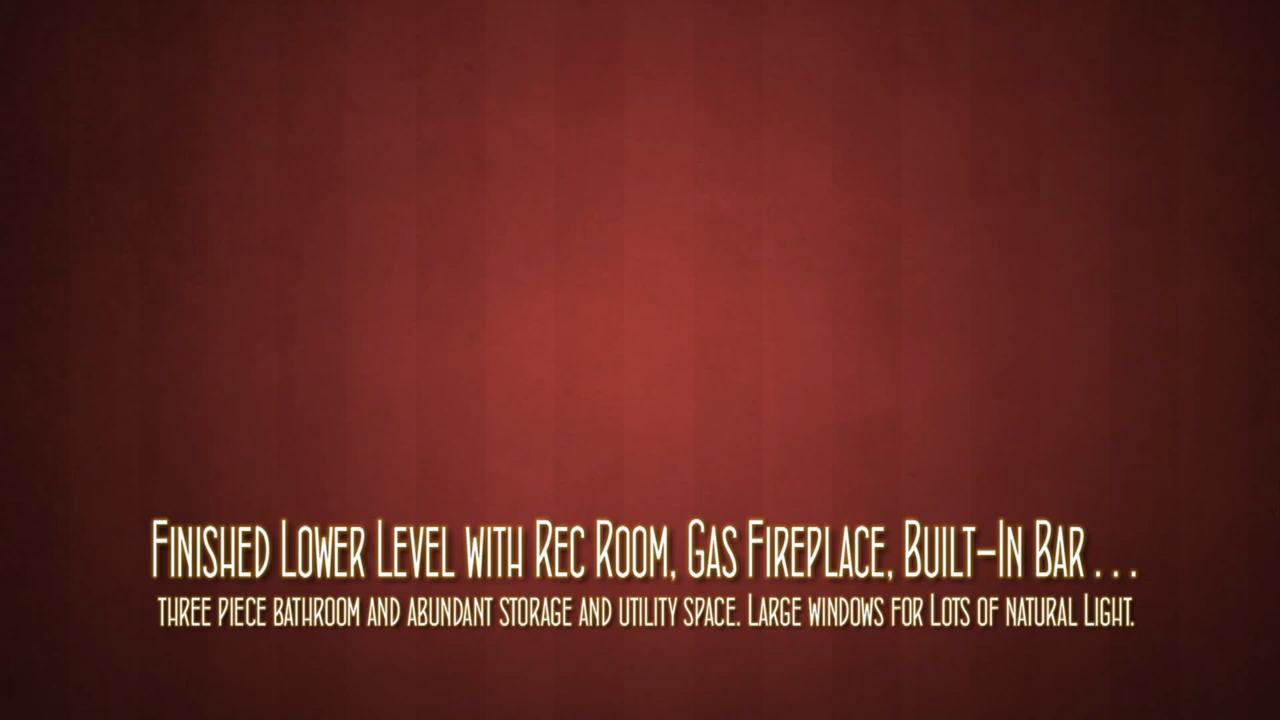 Finished Lower Level with Rec Room, Gas Fireplace, Built-In Bar . . .
three piece bathroom and abundant storage and utility space. Large windows for Lots of natural Light.